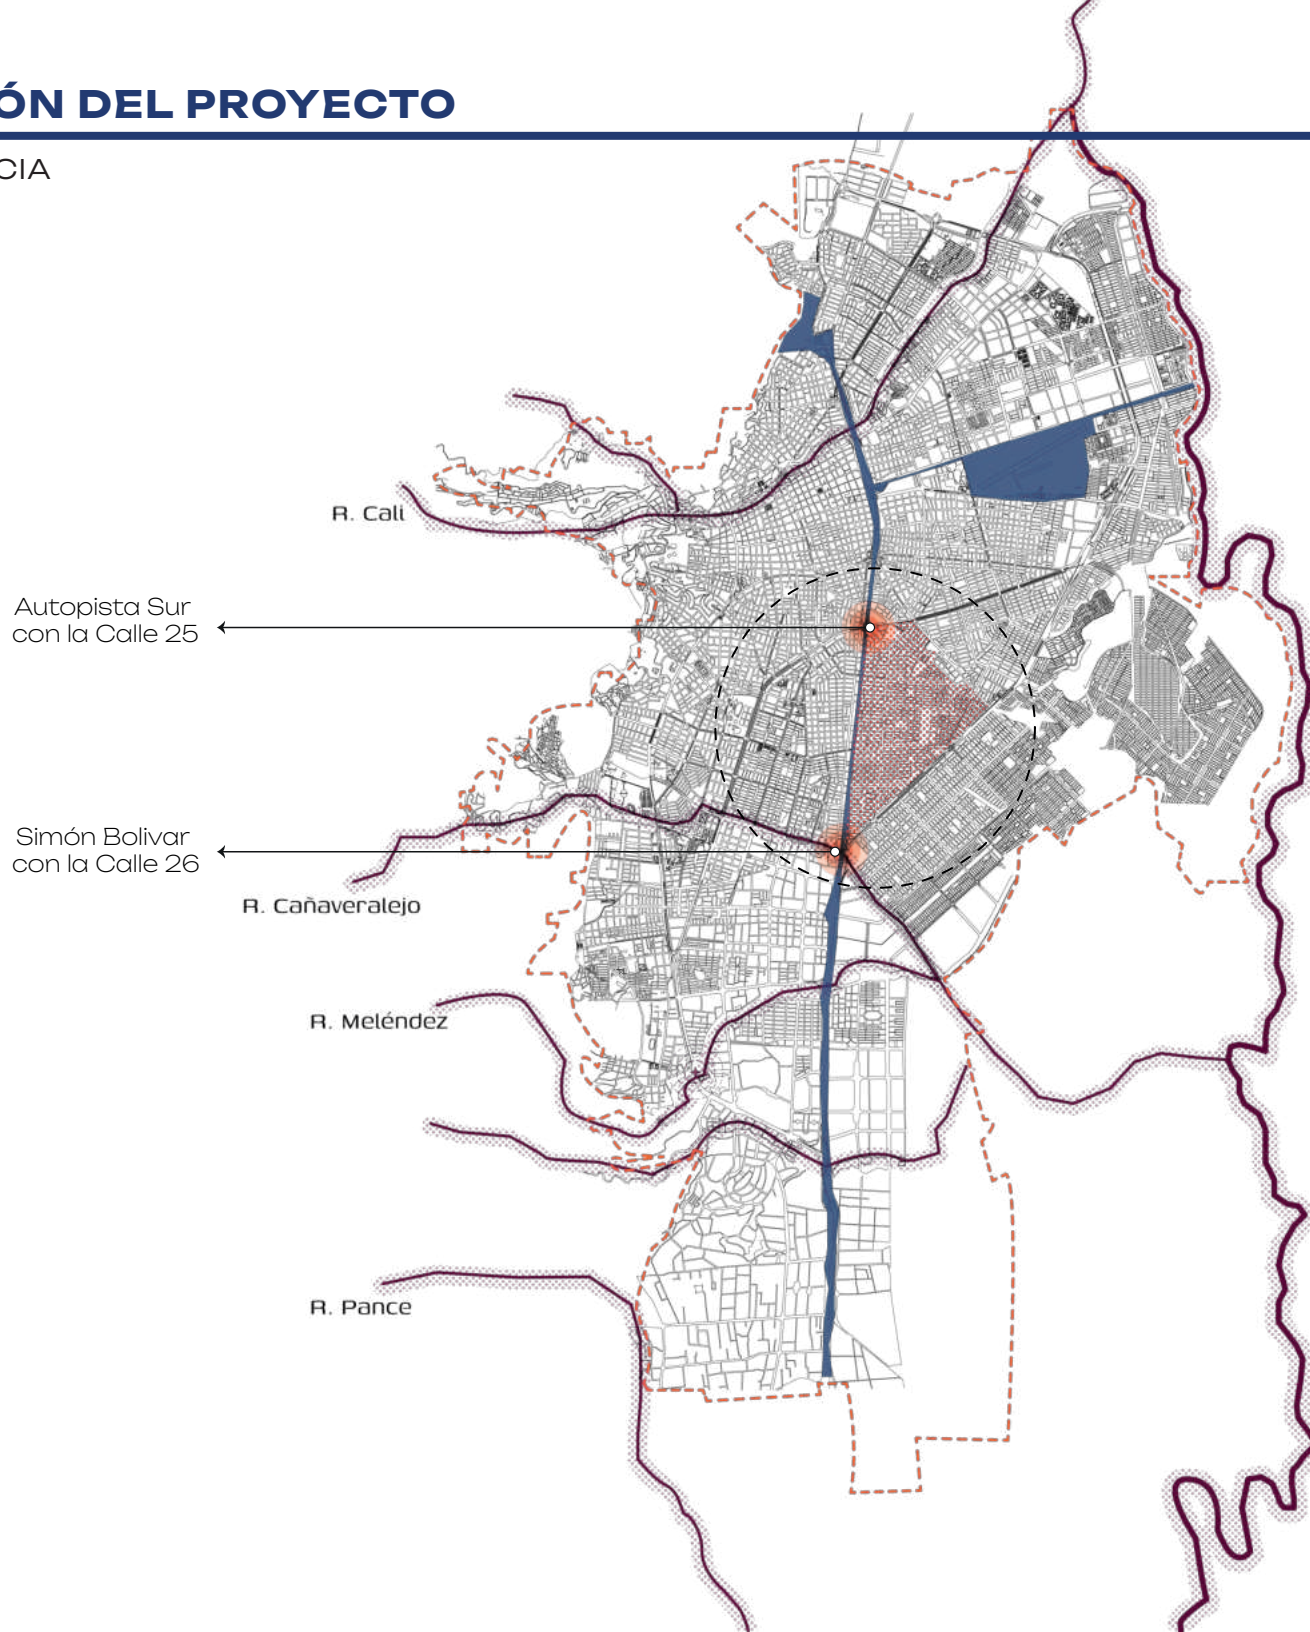 ÓN DEL PROYECTO
CIA
R. Cali
Autopista Sur
con la Calle 25
Simón Bolivar
con la Calle 26
R. Cañaveralejo
R. Meléndez
R. Pance